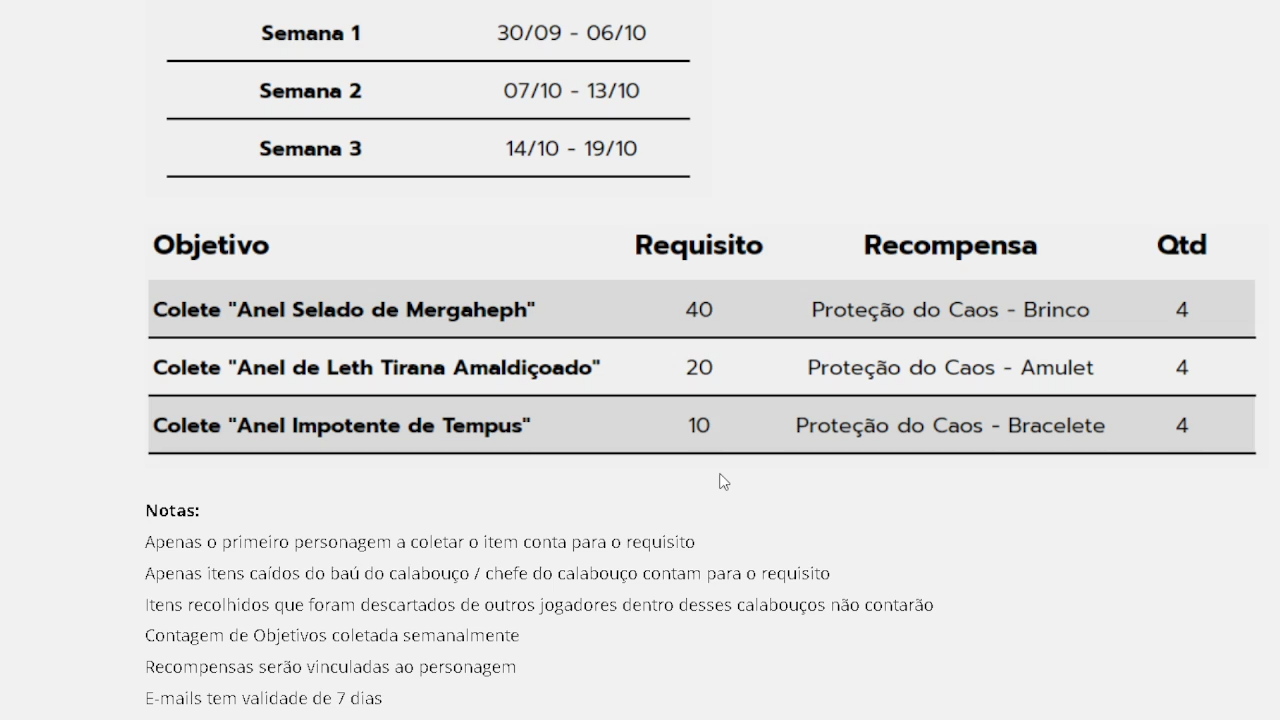 Semana 1 30/09 - 06/10
Semana 2 07/10 - 13/10
Semana 3 14/10 - 19/10
Objetivo Requisito Recompensa Qtd
Colete "Anel Selado de Mergaheph" 40 Proteção do Caos - Brinco 4
Colete "Anel de Leth Tirana Amaldiçoado" 20 Proteção do Caos - Amulet 4
Colete "Anel Impotente de Tempus" 10 Proteção do Caos - Bracelete 4
Notas:
Apenas o primeiro personagem a coletar o item conta para o requisito
Apenas itens caídos do baú do calabouço / chefe do calabouço contam para o requisito
Itens recolhidos que foram descartados de outros jogadores dentro desses calabouços não contarão
Contagem de Objetivos coletada semanalmente
Recompensas serão vinculadas ao personagem
E-mails tem validade de 7 dias